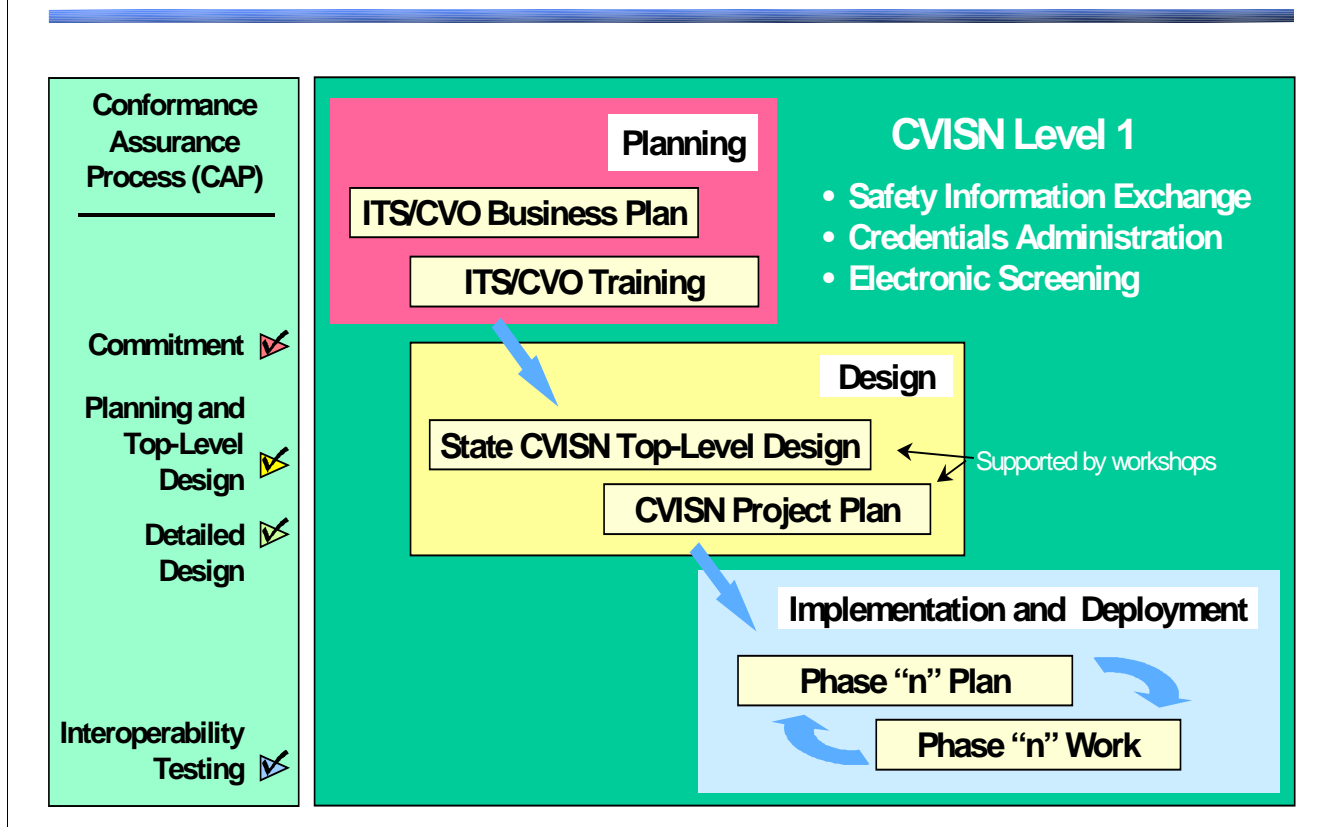 Conformance
Assurance
Process (CAP)
Commitment
Planning and
Top-Level
Design
Detailed
Design
Interoperability
Testing
Planning
ITS/CVO Business Plan
ITS/CVO Training
CVISN Level 1
• Safety Information Exchange
• Credentials Administration
• Electronic Screening
Design
State CVISN Top-Level Design
CVISN Project Plan
Supported by workshops
Implementation and Deployment
Phase “n” Plan
Phase “n” Work